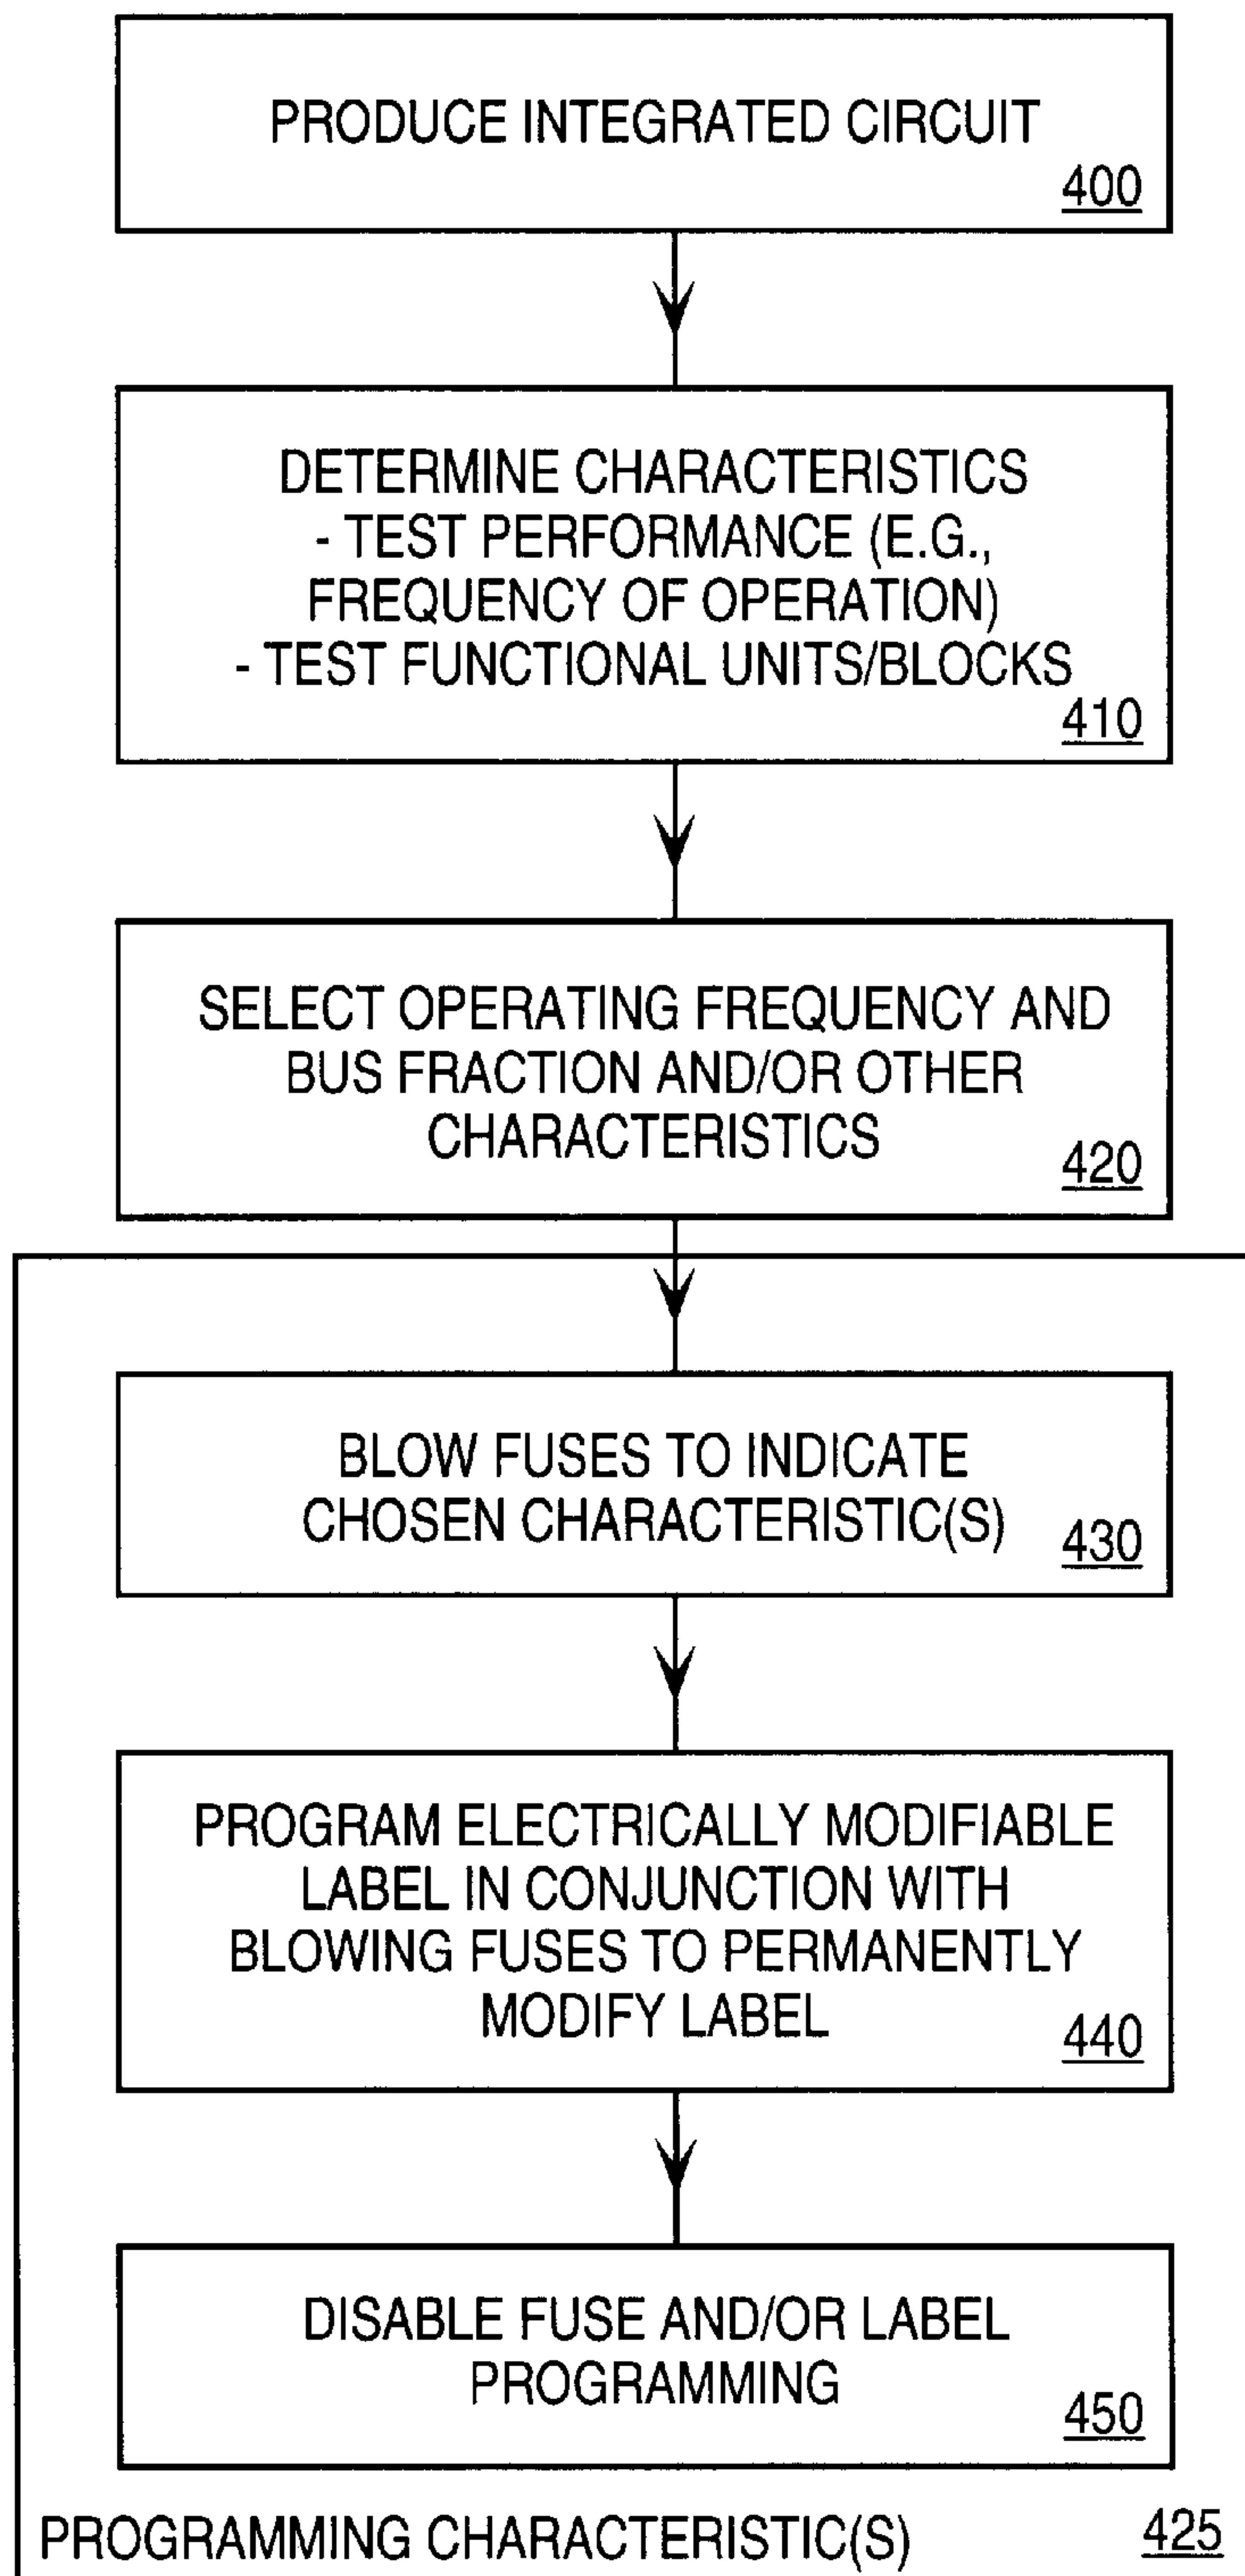 PRODUCE INTEGRATED CIRCUIT
400
DETERMINE CHARACTERISTICS
- TEST PERFORMANCE (E.G.,
FREQUENCY OF OPERATION)
- TEST FUNCTIONAL UNITS/BLOCKS
410
SELECT OPERATING FREQUENCY AND
BUS FRACTION AND/OR OTHER
CHARACTERISTICS
420
BLOW FUSES TO INDICATE
CHOSEN CHARACTERISTIC(S)
430
PROGRAM ELECTRICALLY MODIFIABLE
LABEL IN CONJUNCTION WITH
BLOWING FUSES TO PERMANENTLY
MODIFY LABEL
440
DISABLE FUSE AND/OR LABEL
PROGRAMMING
450
PROGRAMMING CHARACTERISTIC(S)
425